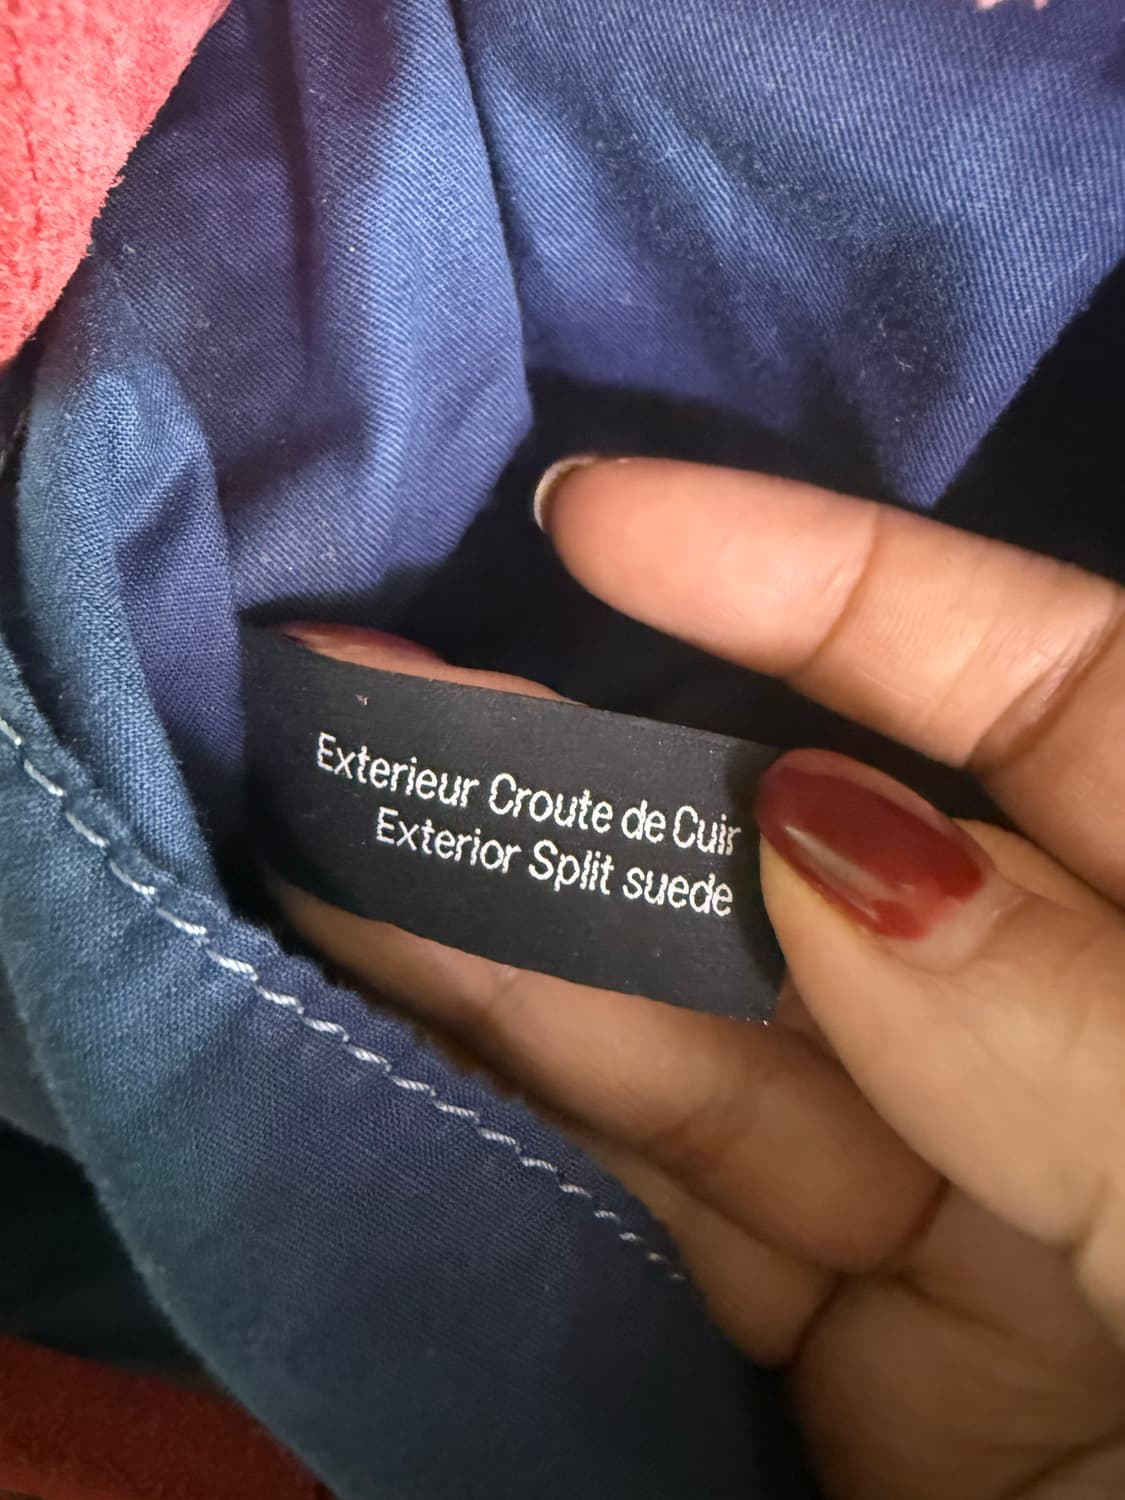 Exterieur Croute de Cuir
Exterior Split suede